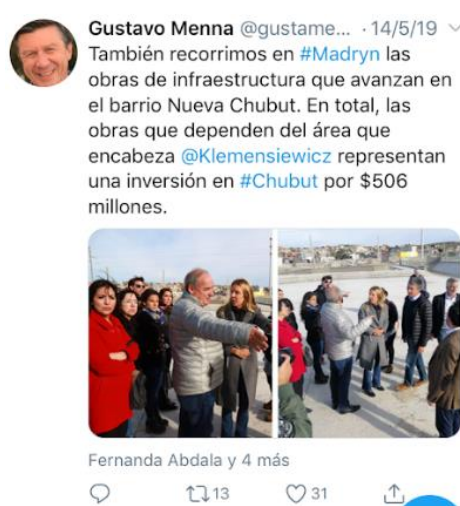 Gustavo Menna @gustame... · 14/5/19
También recorrimos en #Madryn las
obras de infraestructura que avanzan en
el barrio Nueva Chubut. En total, las
obras que dependen del área que
encabeza @Klemensiewicz representan
una inversión en #Chubut por $506
millones.
Fernanda Abdala y 4 más
13
31